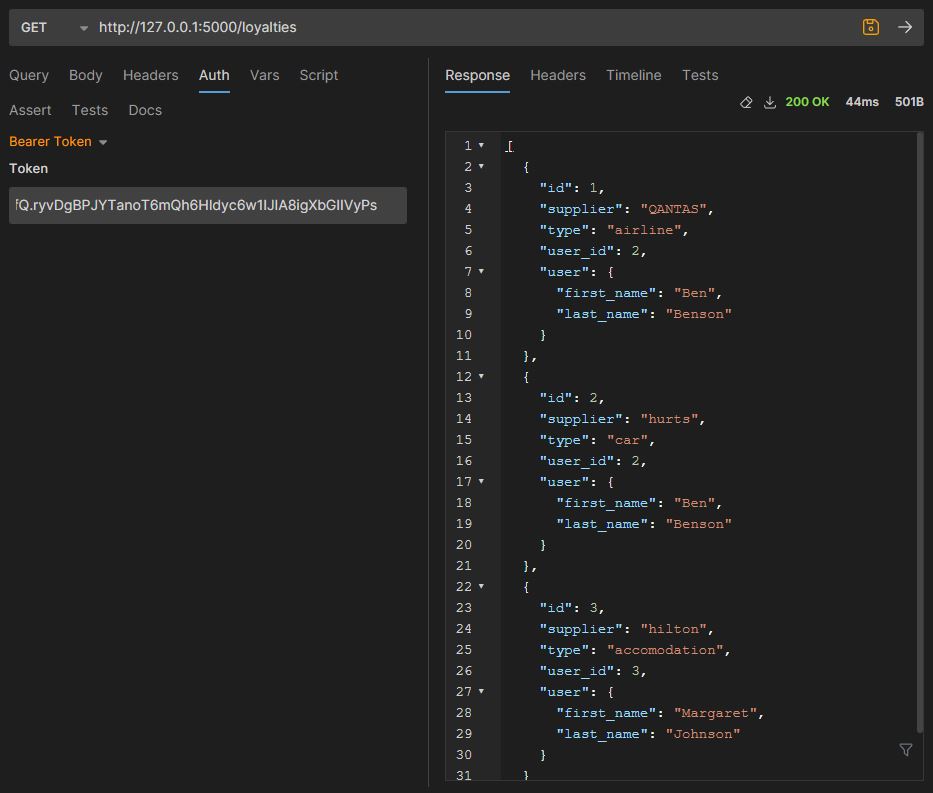 GET http://127.0.0.1:5000/loyalties
Query Body Headers Auth Vars Script
Assert Tests Docs
Bearer Token
Token
fQ.ryvDgBPJYTanoT6mQh6HIdyc6w1IJIA8igXbGIIVyPs
Response Headers Timeline Tests
200 OK 44ms 501B
1 [
2 {
3 "id": 1,
4 "supplier": "QANTAS",
5 "type": "airline",
6 "user_id": 2,
7 "user": {
8 "first_name": "Ben",
9 "last_name": "Benson"
10 }
11 },
12 {
13 "id": 2,
14 "supplier": "hurts",
15 "type": "car",
16 "user_id": 2,
17 "user": {
18 "first_name": "Ben",
19 "last_name": "Benson"
20 }
21 },
22 {
23 "id": 3,
24 "supplier": "hilton",
25 "type": "accomodation",
26 "user_id": 3,
27 "user": {
28 "first_name": "Margaret",
29 "last_name": "Johnson"
30 }
31 }